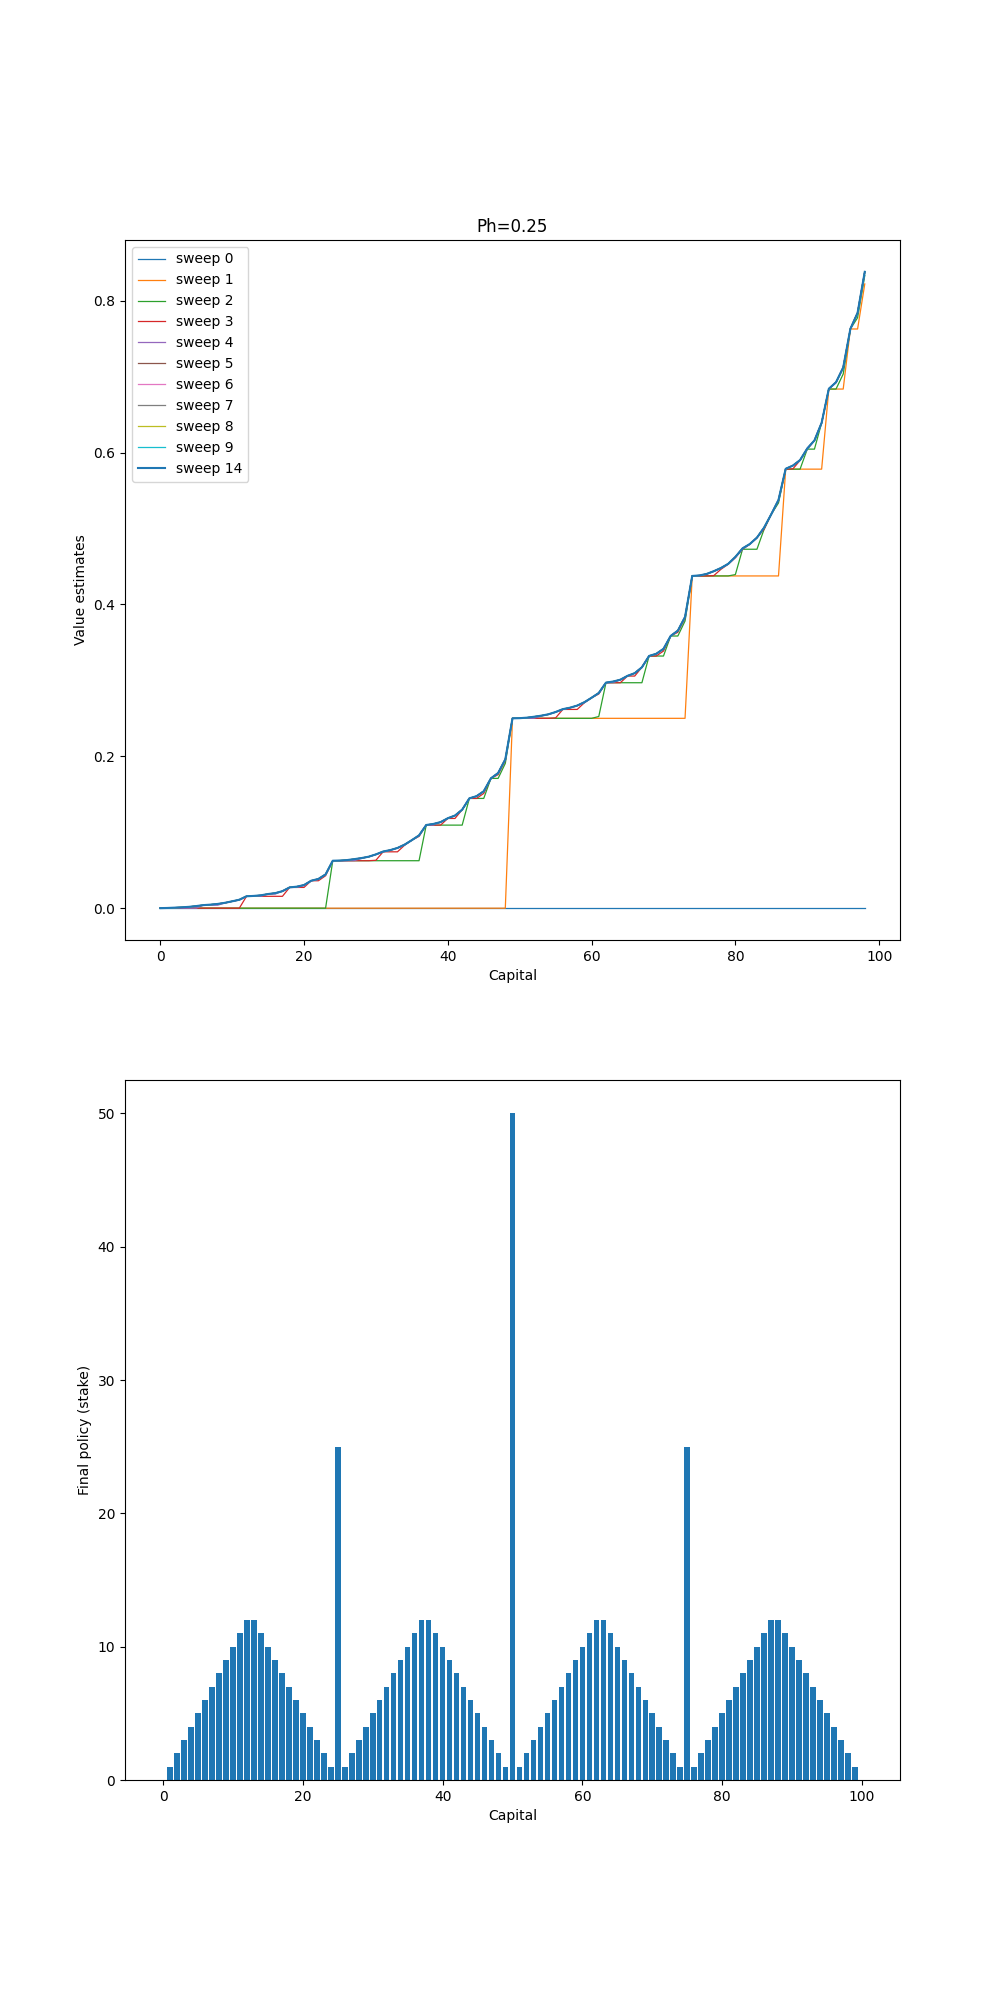 Ph=0.25
sweep 0
sweep 1
sweep 2
sweep 3
sweep 4
sweep 5
sweep 6
sweep 7
sweep 8
sweep 9
sweep 14
0.8
0.6
0.4
0.2
0.0
Value estimates
0 20 40 60 80 100
Capital
50
40
30
20
10
0
Final policy (stake)
0 20 40 60 80 100
Capital